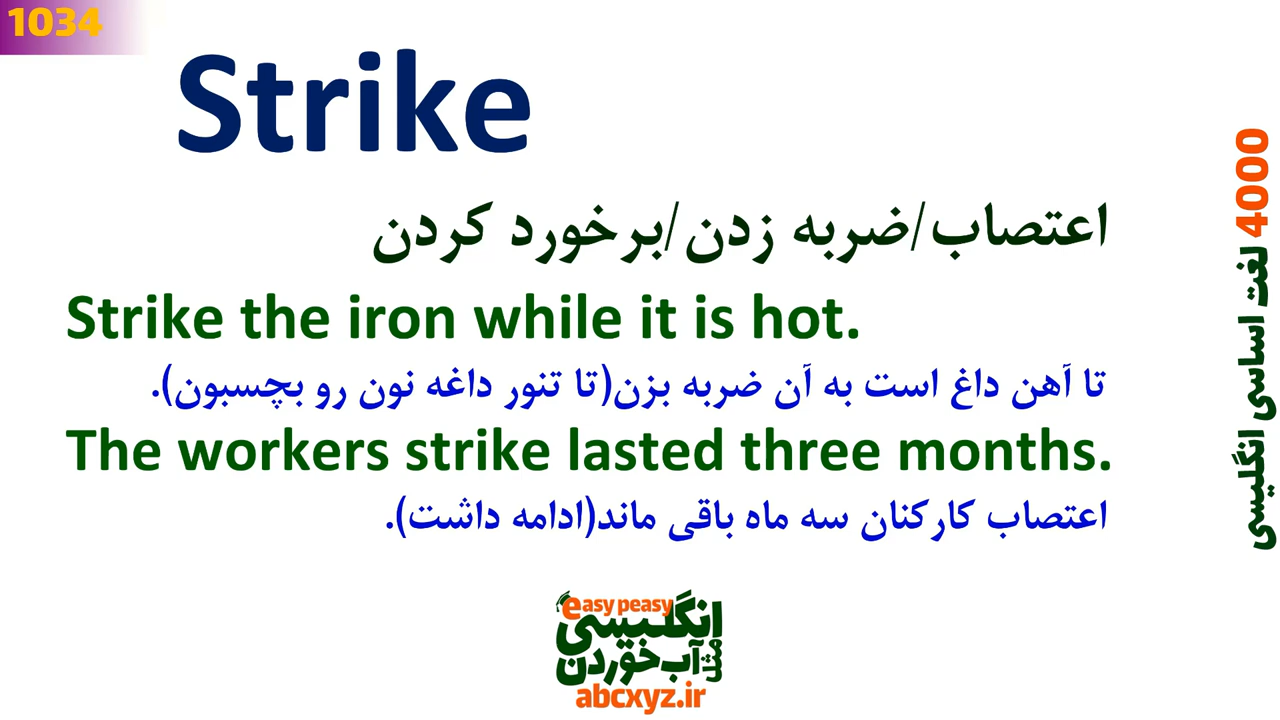 1034
Strike
اعتصاب/ضربه زدن/برخورد کردن
Strike the iron while it is hot.
تا آهن داغ است به آن ضربه بزن(تا تنور داغه نون رو بچسبون).
The workers strike lasted three months.
اعتصاب کارکنان سه ماه باقی ماند(ادامه داشت).
4000 لغت اساسی انگلیسی
easy peasy
انگلیسی
مثل آب خوردن
abcxyz.ir